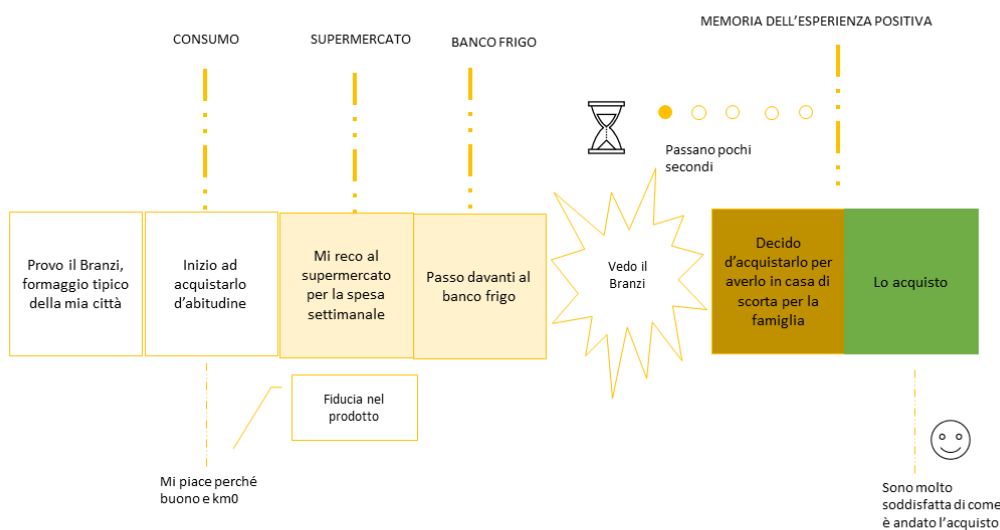 MEMORIA DELL'ESPERIENZA POSITIVA
CONSUMO
SUPERMERCATO
BANCO FRIGO
Passano pochi
secondi
Provo il Branzi,
formaggio tipico
della mia città
Inizio ad
acquistarlo
d'abitudine
Mi reco al
supermercato
per la spesa
settimanale
Passo davanti al
banco frigo
Vedo il
Branzi
Decido
d'acquistarlo per
averlo in casa di
scorta per la
famiglia
Lo acquisto
Fiducia nel
prodotto
Mi piace perché
buono e km0
Sono molto
soddisfatta di come
è andato l'acquisto